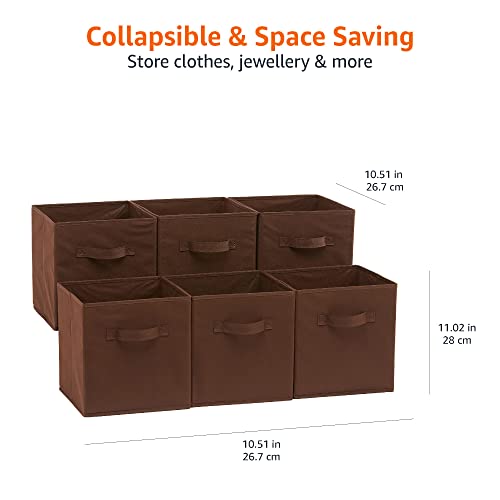 Collapsible & Space Saving
Store clothes, jewellery & more
10.51 in
26.7 cm
11.02 in
28 cm
10.51 in
26.7 cm